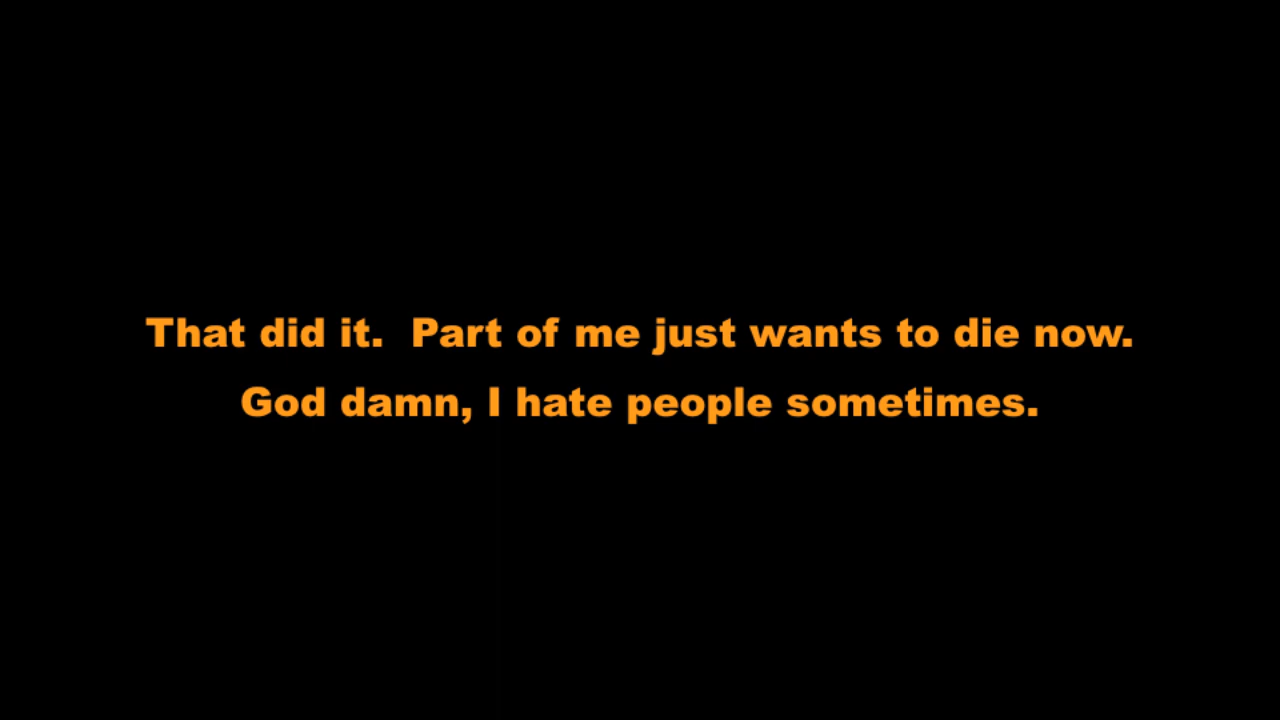 That did it.  Part of me just wants to die now.
God damn, I hate people sometimes.